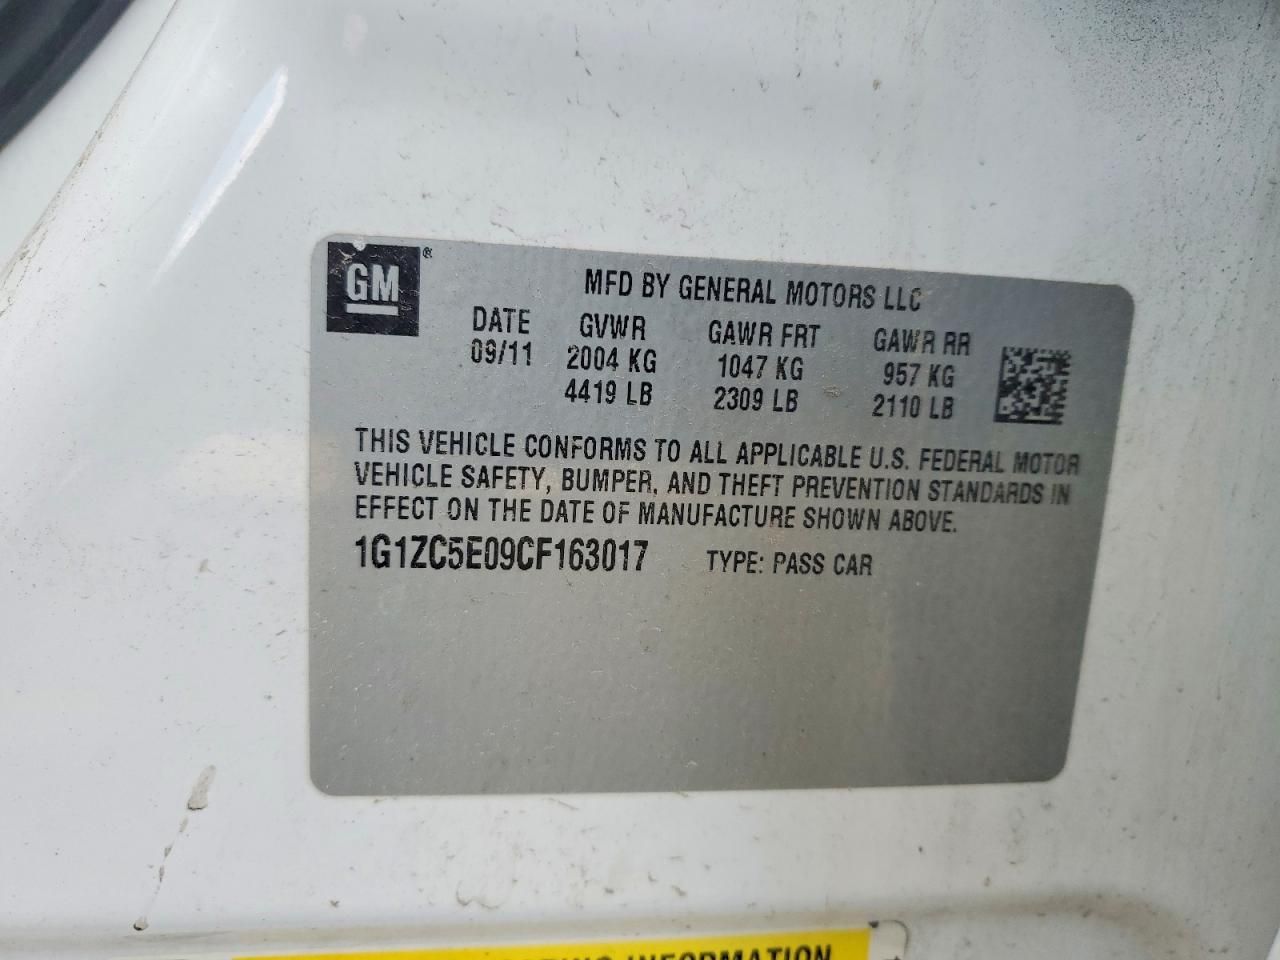 GM ®
MFD BY GENERAL MOTORS LLC
DATE GVWR GAWR FRT GAWR RR
09/11 2004 KG 1047 KG 957 KG
4419 LB 2309 LB 2110 LB
THIS VEHICLE CONFORMS TO ALL APPLICABLE U.S. FEDERAL MOTOR
VEHICLE SAFETY, BUMPER, AND THEFT PREVENTION STANDARDS IN
EFFECT ON THE DATE OF MANUFACTURE SHOWN ABOVE.
1G1ZC5E09CF163017 TYPE: PASS CAR
INFORMATION